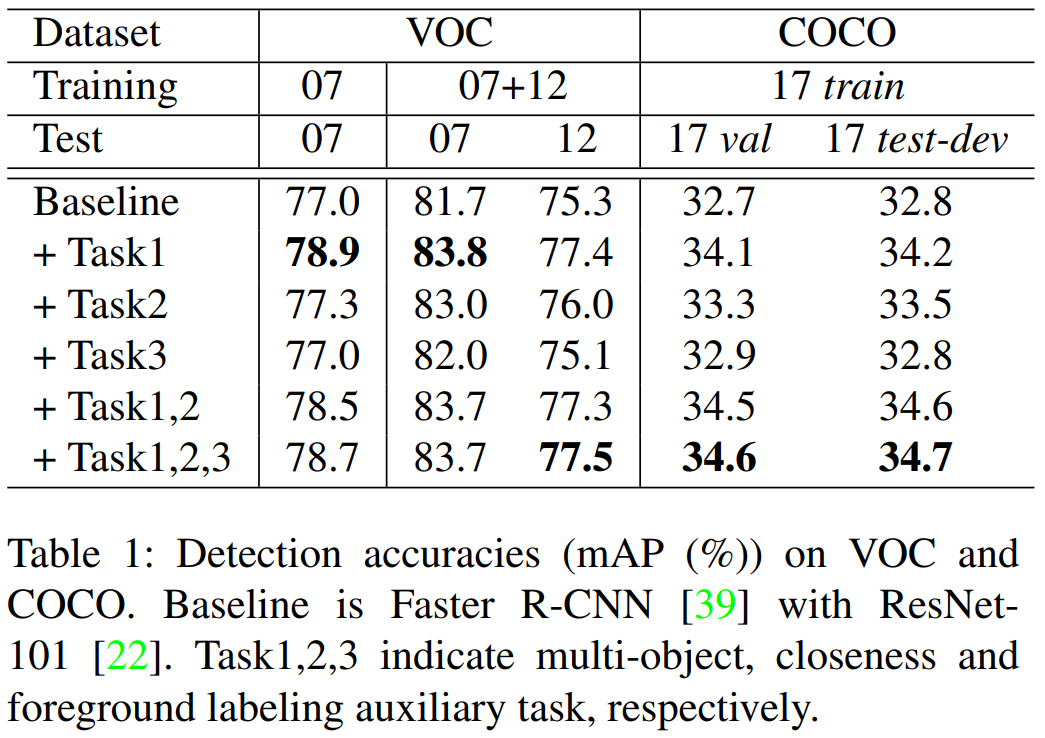 Dataset VOC COCO
Training 07 07+12 17 train
Test 07 07 12 17 val 17 test-dev
Baseline 77.0 81.7 75.3 32.7 32.8
+ Task1 78.9 83.8 77.4 34.1 34.2
+ Task2 77.3 83.0 76.0 33.3 33.5
+ Task3 77.0 82.0 75.1 32.9 32.8
+ Task1,2 78.5 83.7 77.3 34.5 34.6
+ Task1,2,3 78.7 83.7 77.5 34.6 34.7
Table 1: Detection accuracies (mAP (%)) on VOC and
COCO. Baseline is Faster R-CNN [39] with ResNet-
101 [22]. Task1,2,3 indicate multi-object, closeness and
foreground labeling auxiliary task, respectively.